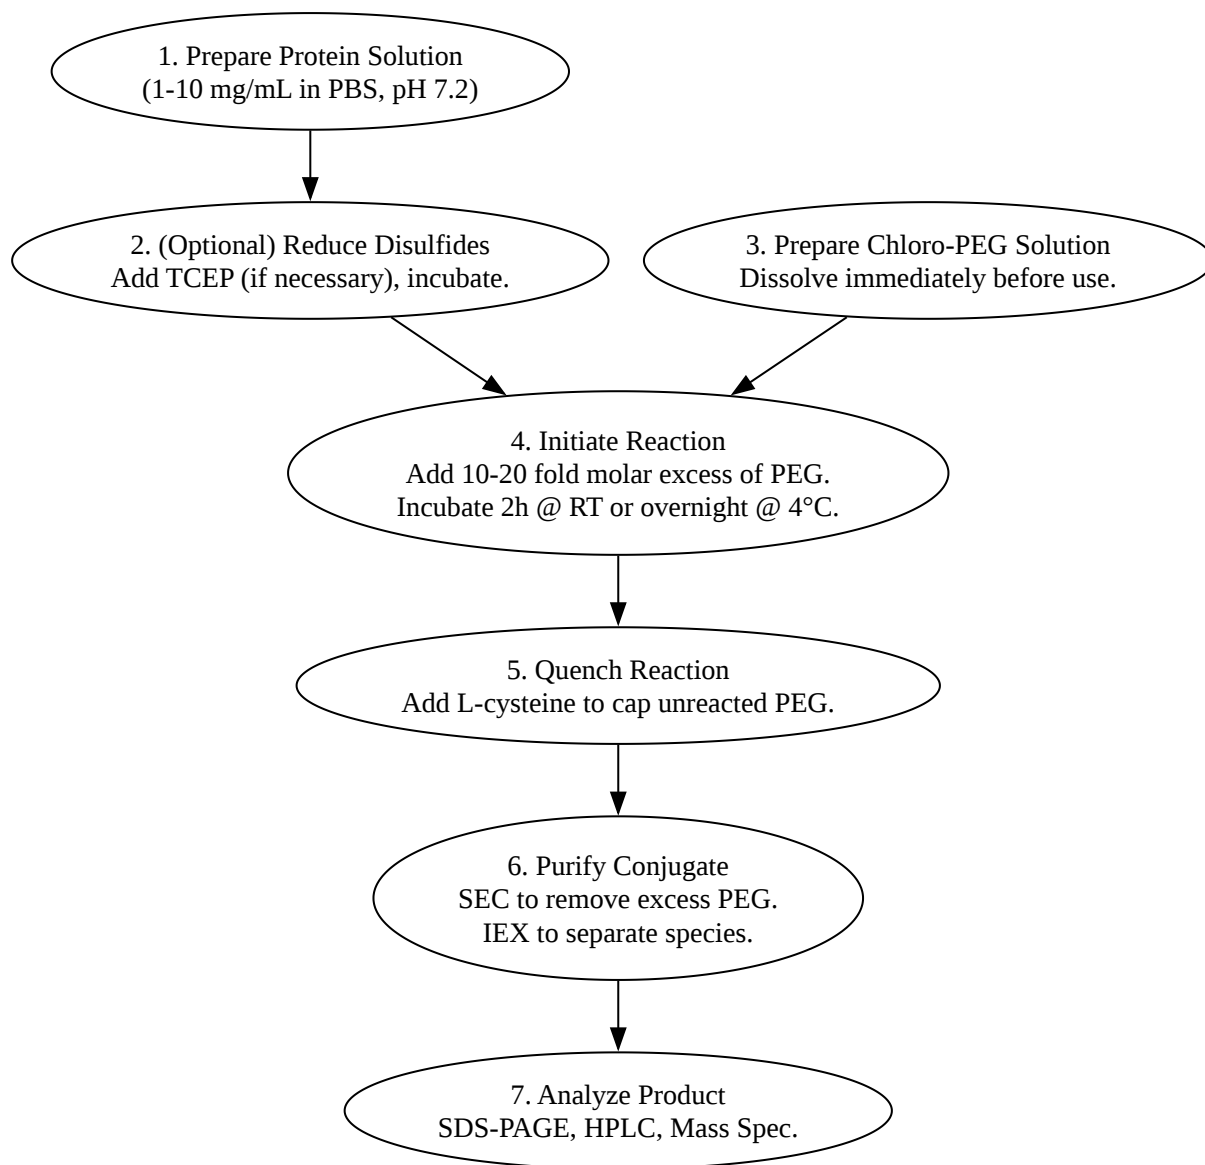 1. Prepare Protein Solution
(1-10 mg/mL in PBS, pH 7.2)
2. (Optional) Reduce Disulfides
Add TCEP (if necessary), incubate.
3. Prepare Chloro-PEG Solution
Dissolve immediately before use.
4. Initiate Reaction
Add 10-20 fold molar excess of PEG.
Incubate 2h @ RT or overnight @ 4°C.
5. Quench Reaction
Add L-cysteine to cap unreacted PEG.
6. Purify Conjugate
SEC to remove excess PEG.
IEX to separate species.
7. Analyze Product
SDS-PAGE, HPLC, Mass Spec.